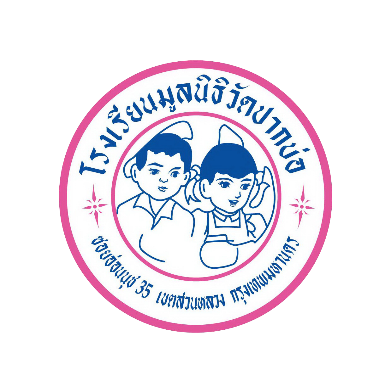 โรงเรียนมูลนิธิวัดปากบ่อ
ซอยอ่อนนุช 35 เขตสวนหลวง กรุงเทพมหานคร